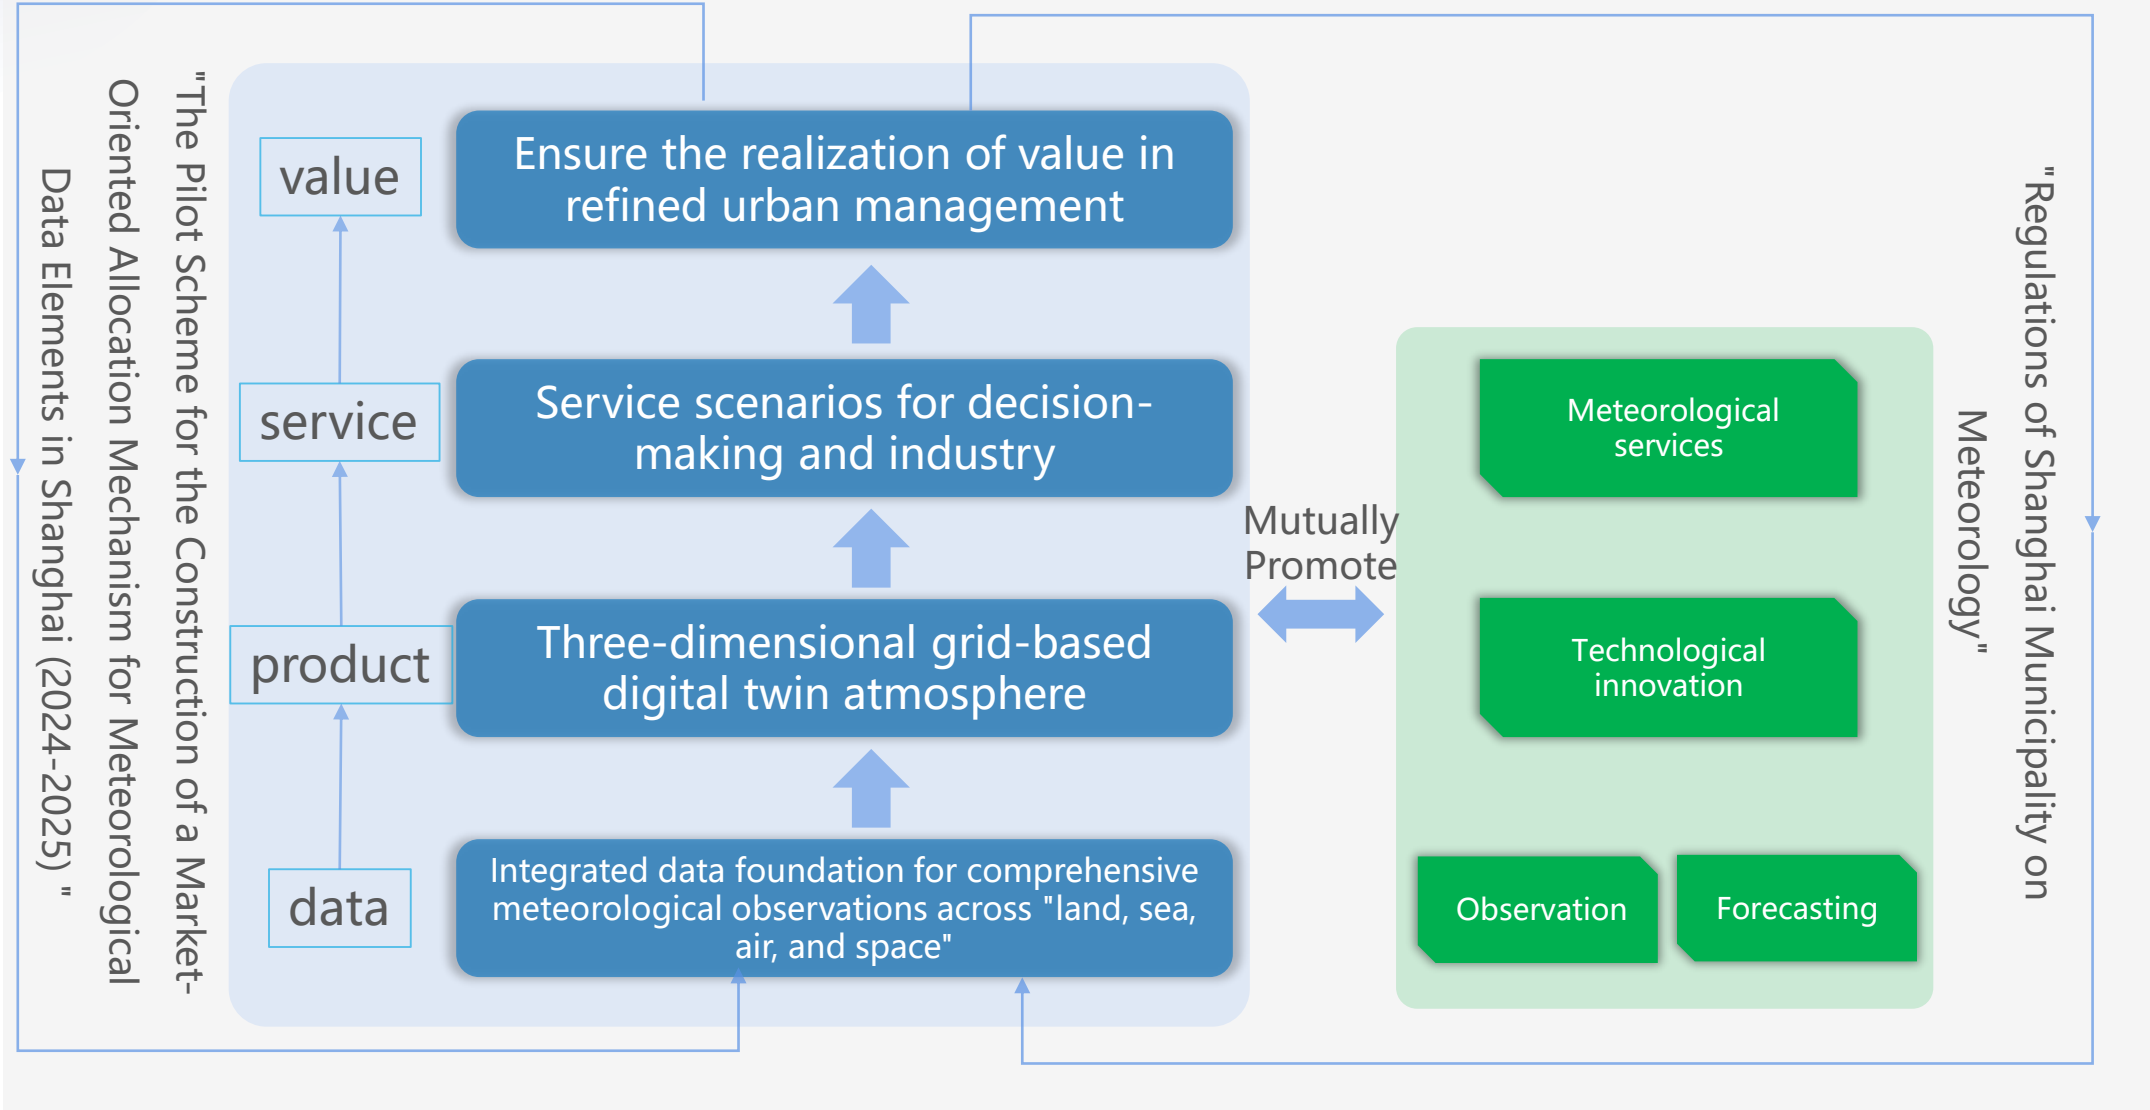 "The Pilot Scheme for the Construction of a Market-
Oriented Allocation Mechanism for Meteorological
Data Elements in Shanghai (2024-2025) "
value
Ensure the realization of value in
refined urban management
service
Service scenarios for decision-
making and industry
product
Three-dimensional grid-based
digital twin atmosphere
data
Integrated data foundation for comprehensive
meteorological observations across "land, sea,
air, and space"
Mutually
Promote
Meteorological
services
Technological
innovation
Observation
Forecasting
"Regulations of Shanghai Municipality on
Meteorology"